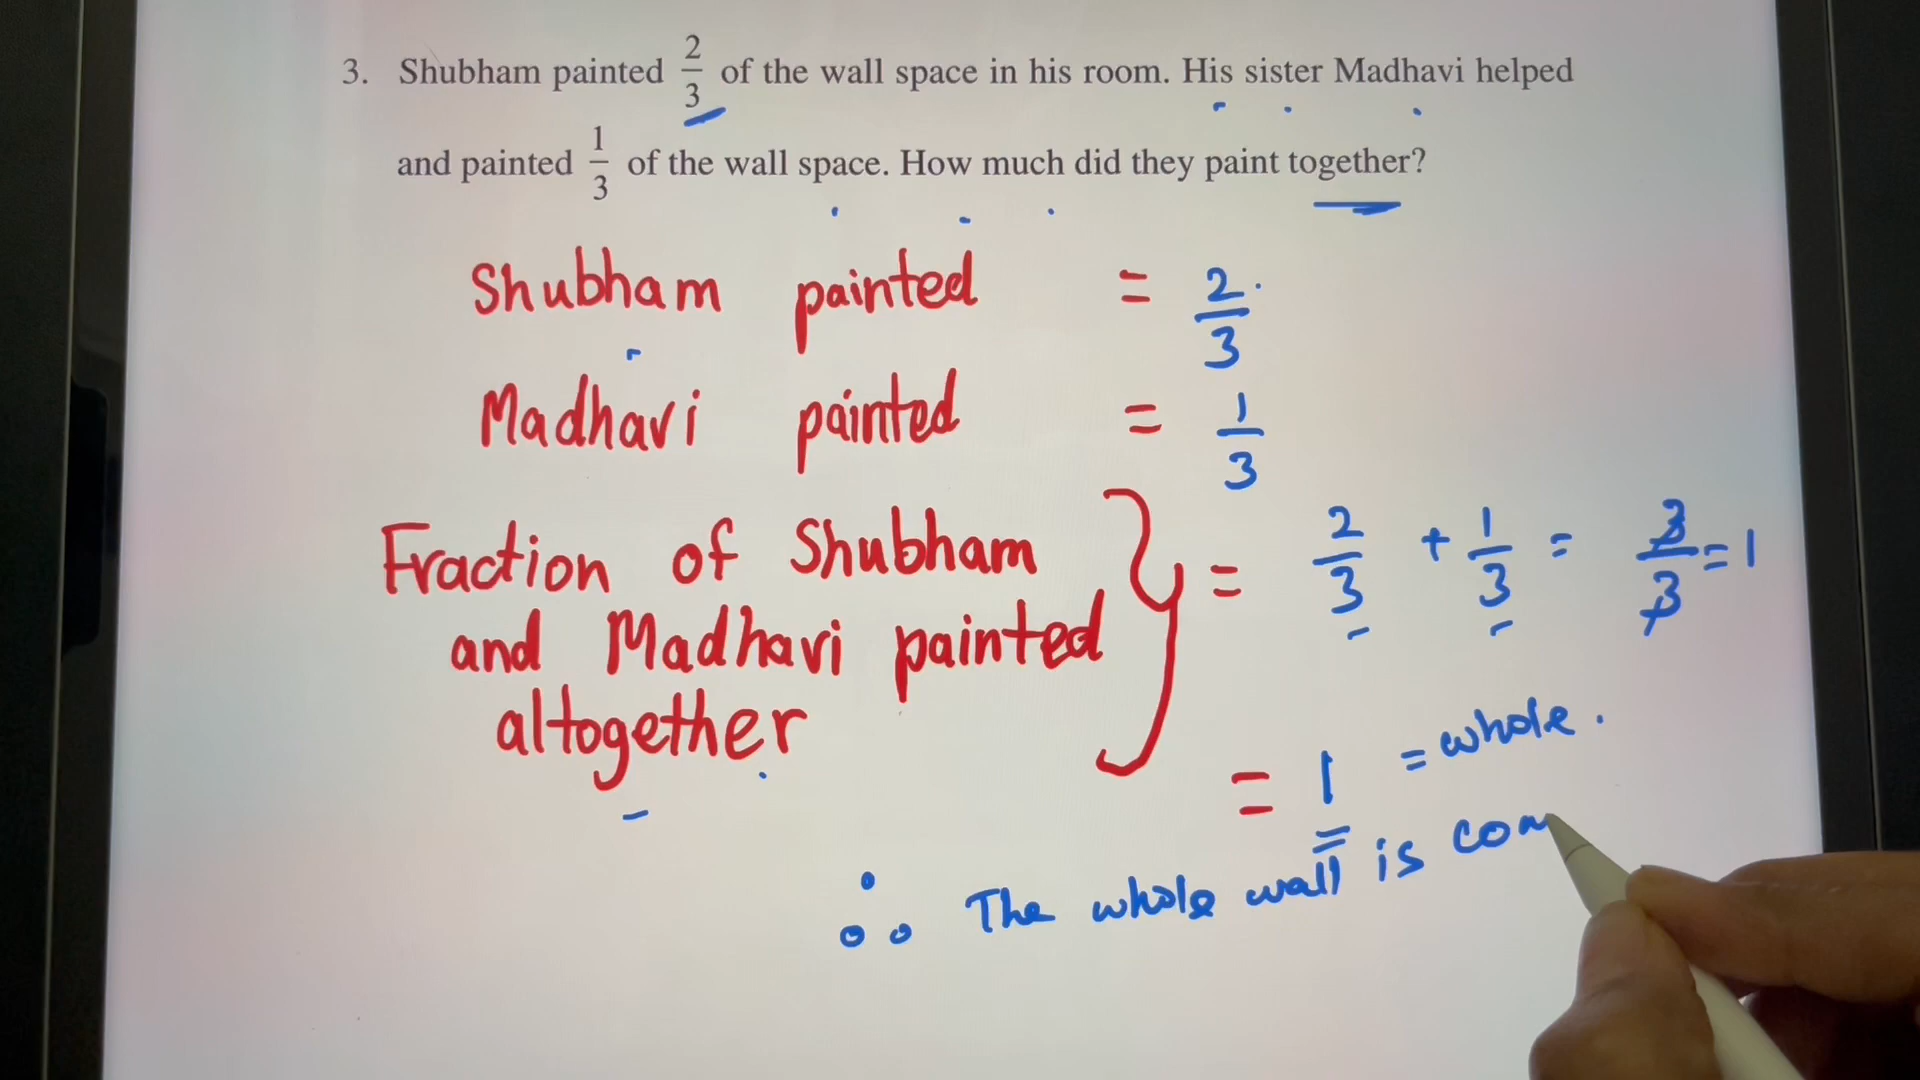 3. Shubham painted 2/3 of the wall space in his room. His sister Madhavi helped
and painted 1/3 of the wall space. How much did they paint together?
Shubham painted = 2/3
Madhavi painted = 1/3
Fraction of Shubham
and Madhavi painted
altogether } = 2/3 + 1/3 = 3/3 = 1
= 1 = whole.
∴ The whole wall is com